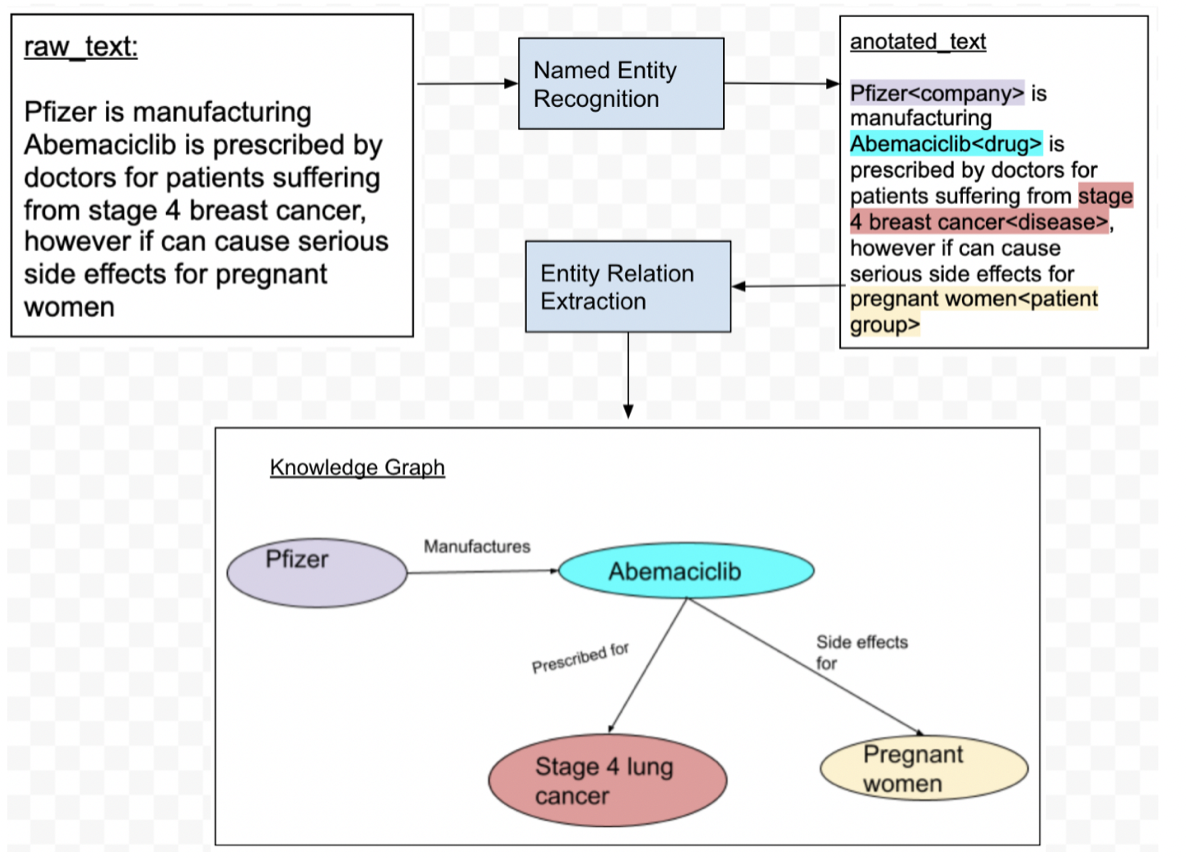 raw_text:
Pfizer is manufacturing
Abemaciclib is prescribed by
doctors for patients suffering
from stage 4 breast cancer,
however if can cause serious
side effects for pregnant
women
Named Entity
Recognition
anotated_text
Pfizer<company> is
manufacturing
Abemaciclib<drug> is
prescribed by doctors for
patients suffering from stage
4 breast cancer<disease>,
however if can cause
serious side effects for
pregnant women<patient
group>
Entity Relation
Extraction
Knowledge Graph
Pfizer
Manufactures
Abemaciclib
Prescribed for
Side effects
for
Stage 4 lung
cancer
Pregnant
women